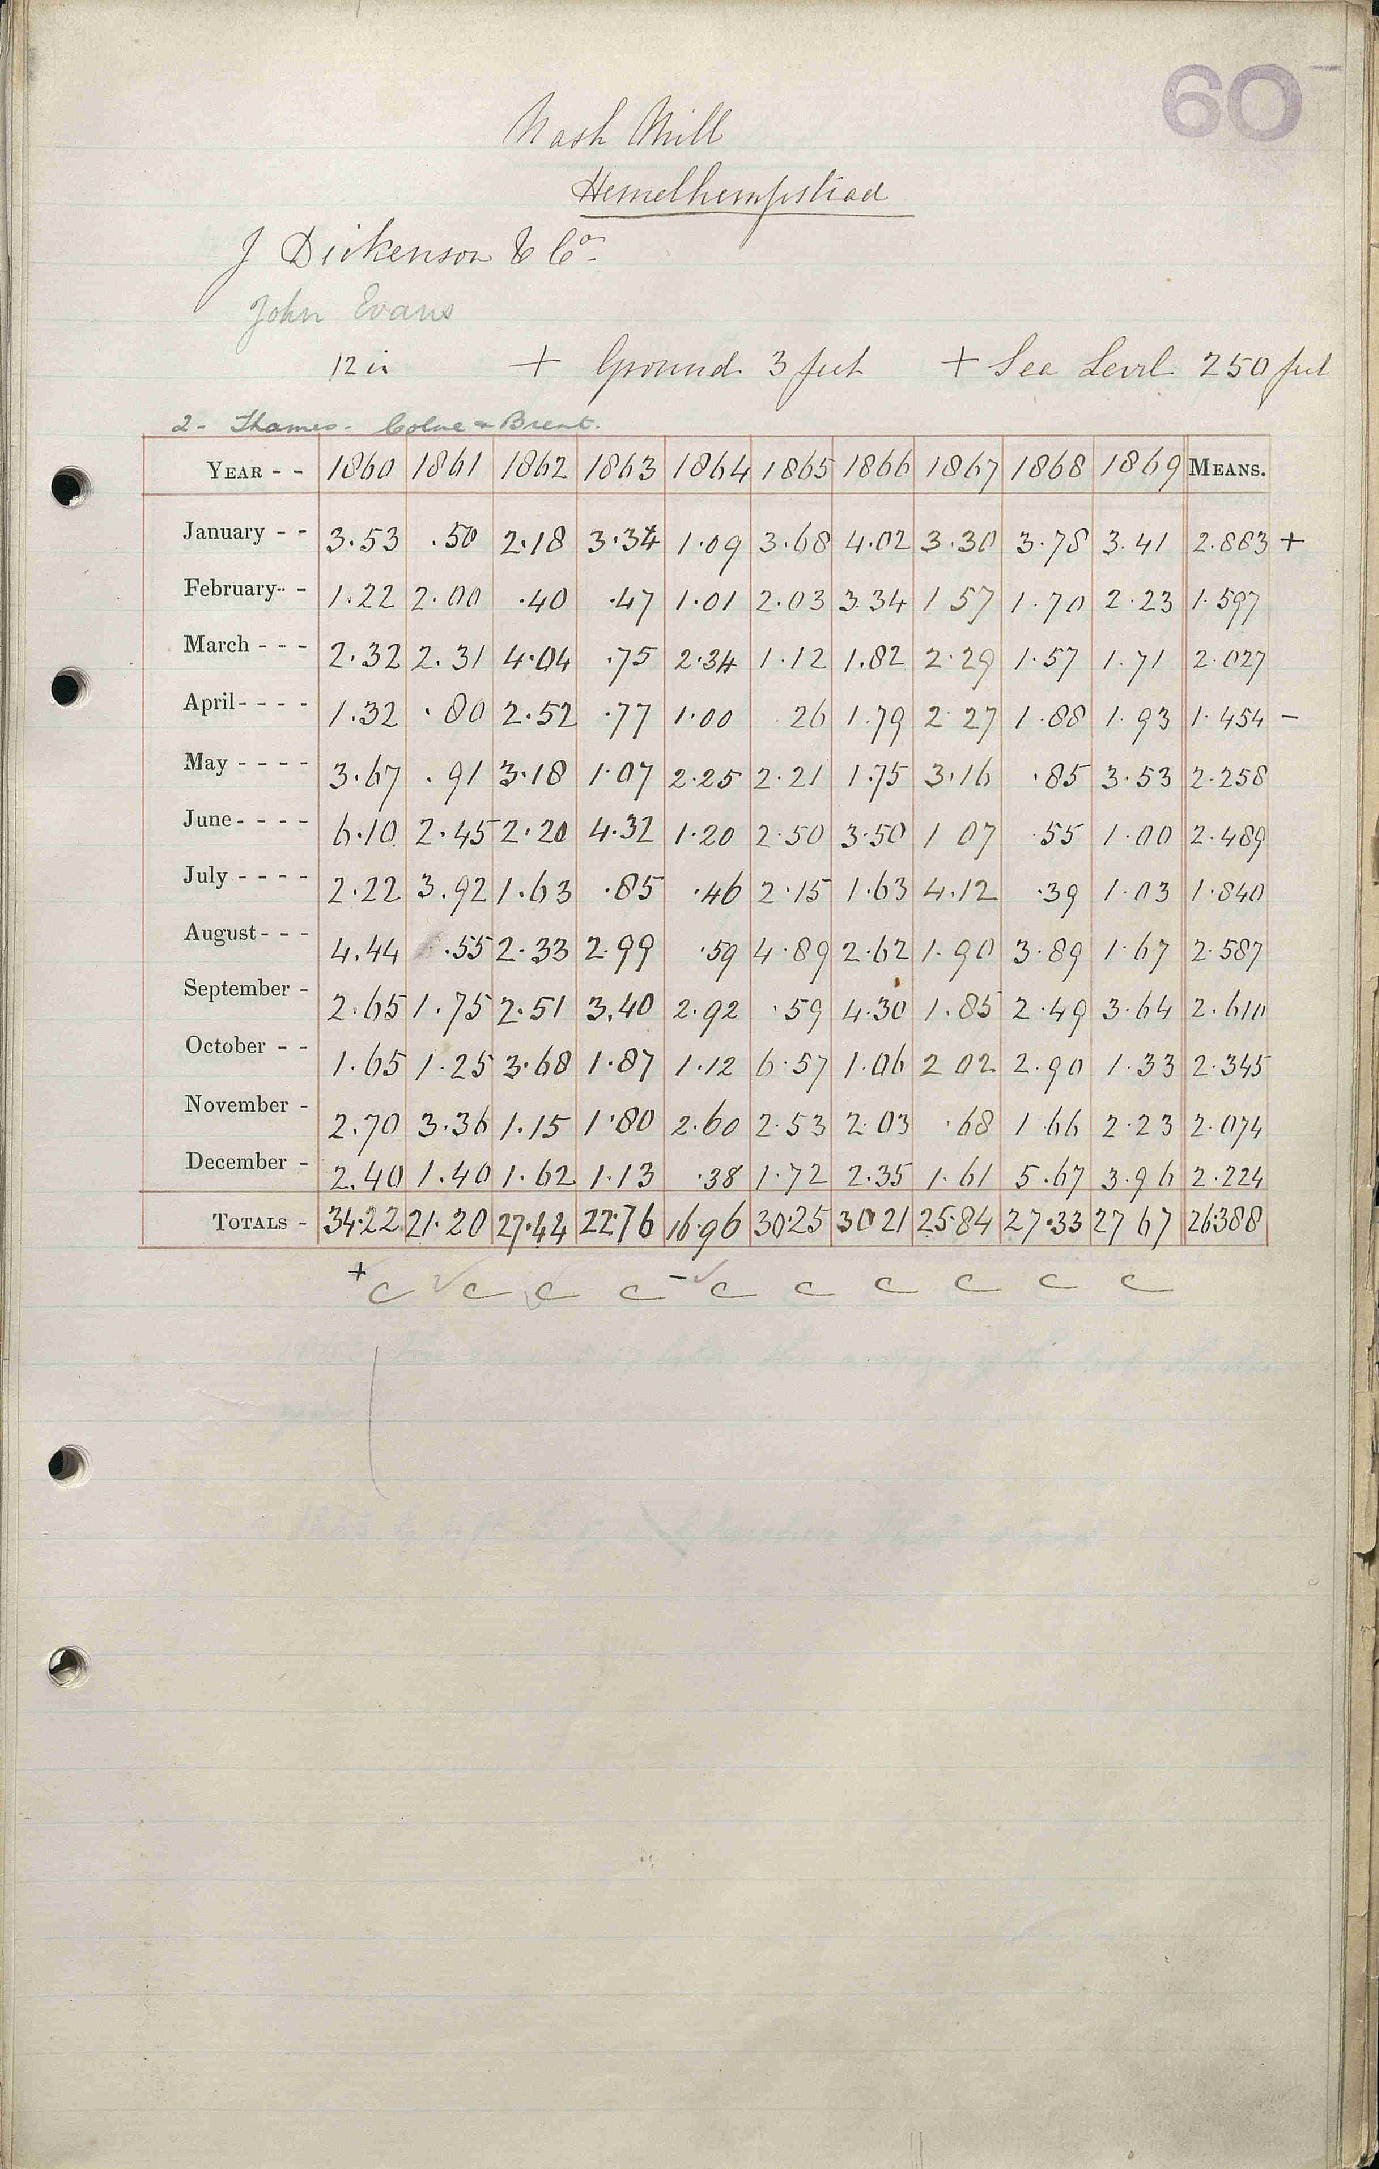 60
Nash Mill
Hemelhempstead
J Dickenson & Co.
John Evans
12 in + Ground 3 feet + Sea Level 250 feet
2 - Thames - Colne & Brent.
YEAR - - 1860 1861 1862 1863 1864 1865 1866 1867 1868 1869 MEANS.
January - - 3.53 .50 2.18 3.34 1.09 3.68 4.02 3.30 3.78 3.41 2.883 +
February - - 1.22 2.00 .40 .47 1.01 2.03 3.34 1 57 1.70 2.23 1.597
March - - - 2.32 2.31 4.04 .75 2.34 1.12 1.82 2.29 1.57 1.71 2.027
April - - - - 1.32 .80 2.52 .77 1.00 26 1.79 2 27 1.88 1.93 1.454 -
May - - - - 3.67 .91 3.18 1.07 2.25 2.21 1.75 3.16 .85 3.53 2.258
June - - - - 6.10 2.45 2.20 4.32 1.20 2.50 3.50 1 07 .55 1.00 2.489
July - - - - 2.22 3.92 1.63 .85 .46 2.15 1.63 4.12 .39 1.03 1.840
August - - - 4.44 .55 2.33 2.99 .59 4.89 2.62 1.90 3.89 1.67 2.587
September - 2.65 1.75 2.51 3.40 2.92 .59 4.30 1.85 2.49 3.64 2.610
October - - 1.65 1.25 3.68 1.87 1.12 6.57 1.06 2 02 2.90 1.33 2.345
November - 2.70 3.36 1.15 1.80 2.60 2.53 2.03 .68 1.66 2.23 2.074
December - 2.40 1.40 1.62 1.13 .38 1.72 2.35 1.61 5.67 3.96 2.224
TOTALS - 34.22 21.20 27.42 22.76 16.96 30.25 30 21 25.84 27.33 27 67 26.388
+ c c c c - c c c c c c